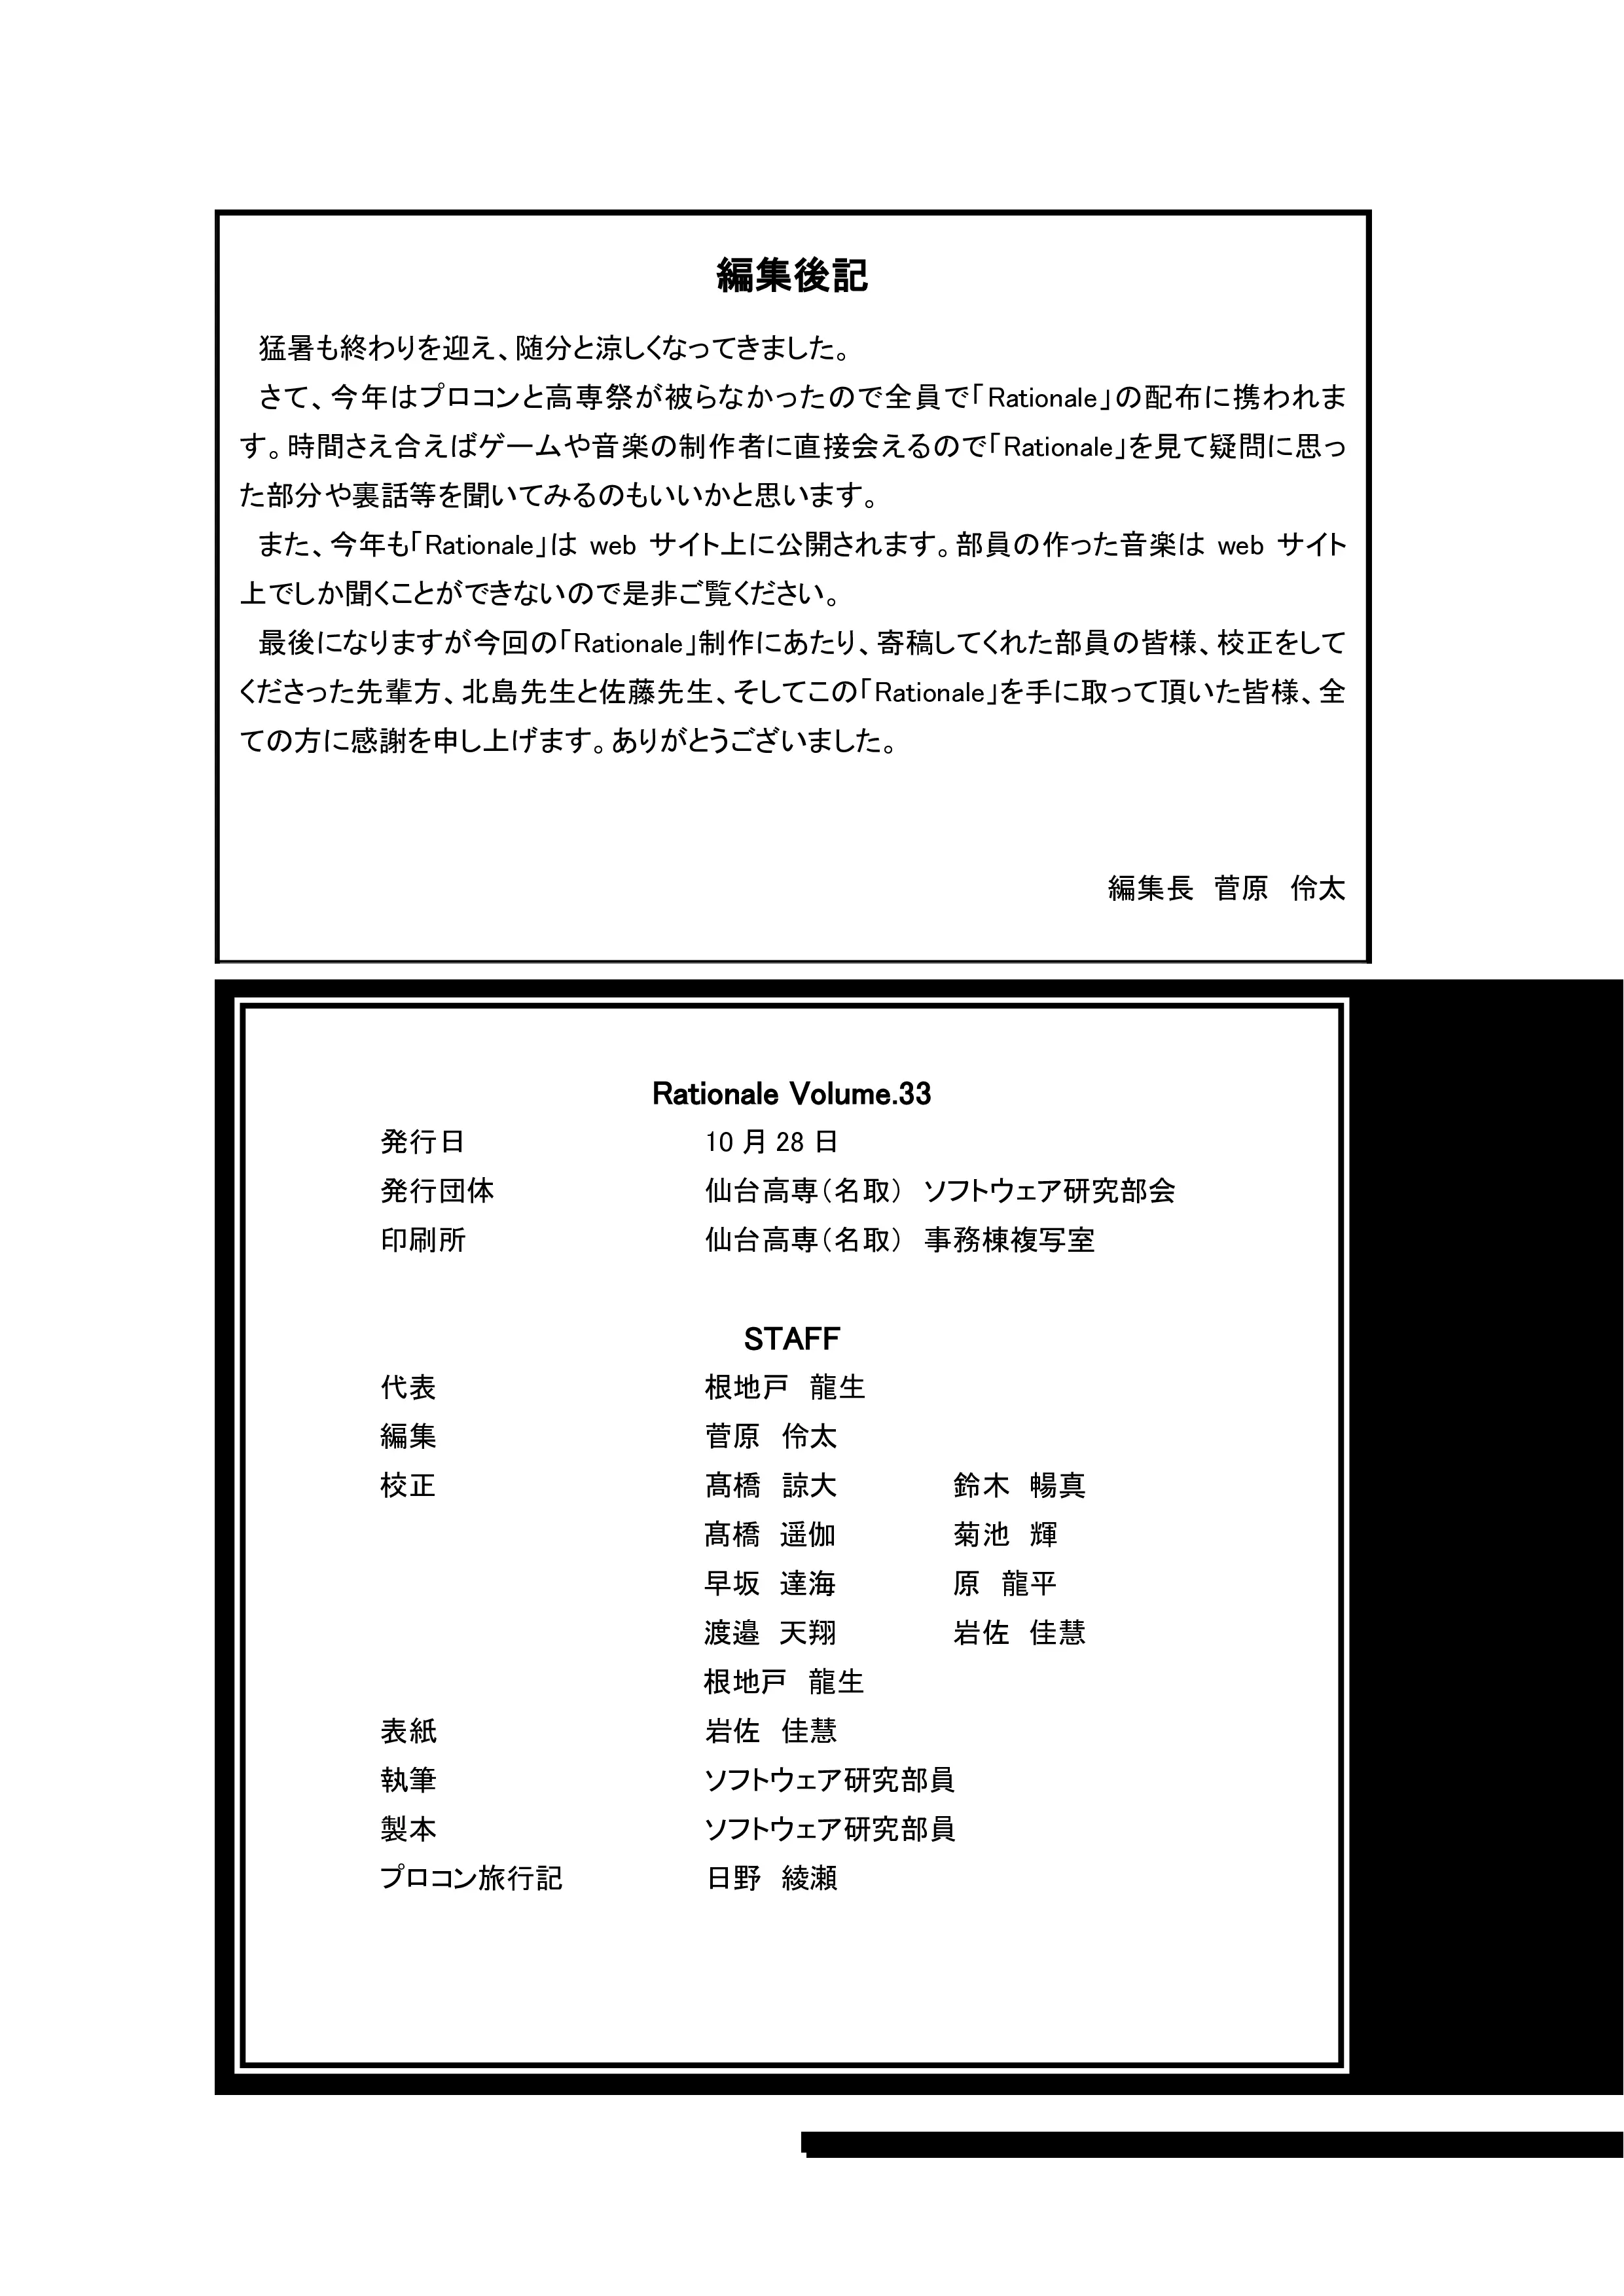 編集後記
猛暑も終わりを迎え、随分と涼しくなってきました。
さて、今年はプロコンと高専祭が被らなかったので全員で「Rationale」の配布に携われま
す。時間さえ合えばゲームや音楽の制作者に直接会えるので「Rationale」を見て疑問に思っ
た部分や裏話等を聞いてみるのもいいかと思います。
また、今年も「Rationale」は web サイト上に公開されます。部員の作った音楽は web サイト
上でしか聞くことができないので是非ご覧ください。
最後になりますが今回の「Rationale」制作にあたり、寄稿してくれた部員の皆様、校正をして
くださった先輩方、北島先生と佐藤先生、そしてこの「Rationale」を手に取って頂いた皆様、全
ての方に感謝を申し上げます。ありがとうございました。
編集長　菅原　伶太
Rationale Volume.33
発行日　10 月 28 日
発行団体　仙台高専（名取）　ソフトウェア研究部会
印刷所　仙台高専（名取）　事務棟複写室
STAFF
代表　根地戸　龍生
編集　菅原　伶太
校正　髙橋　諒大　鈴木　暢真
髙橋　遥伽　菊池　輝
早坂　達海　原　龍平
渡邉　天翔　岩佐　佳慧
根地戸　龍生
表紙　岩佐　佳慧
執筆　ソフトウェア研究部員
製本　ソフトウェア研究部員
プロコン旅行記　日野　綾瀬